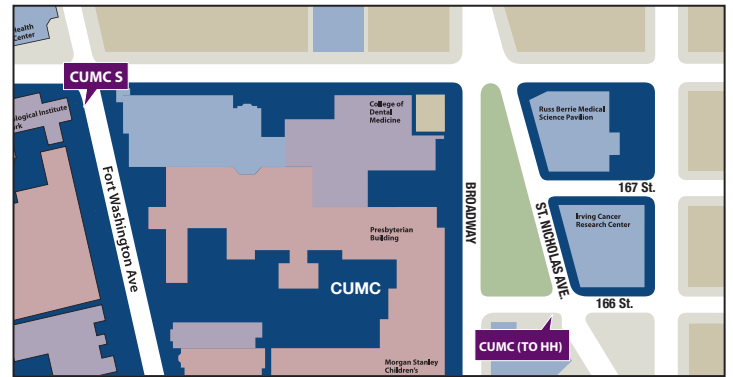 Health
Center
CUMC S
ological Institute
rk
Fort Washington Ave
College of
Dental
Medicine
Presbyterian
Building
CUMC
Morgan Stanley
Children's
BROADWAY
ST. NICHOLAS AVE.
Russ Berrie Medical
Science Pavilion
167 St.
Irving Cancer
Research Center
166 St.
CUMC (TO HH)